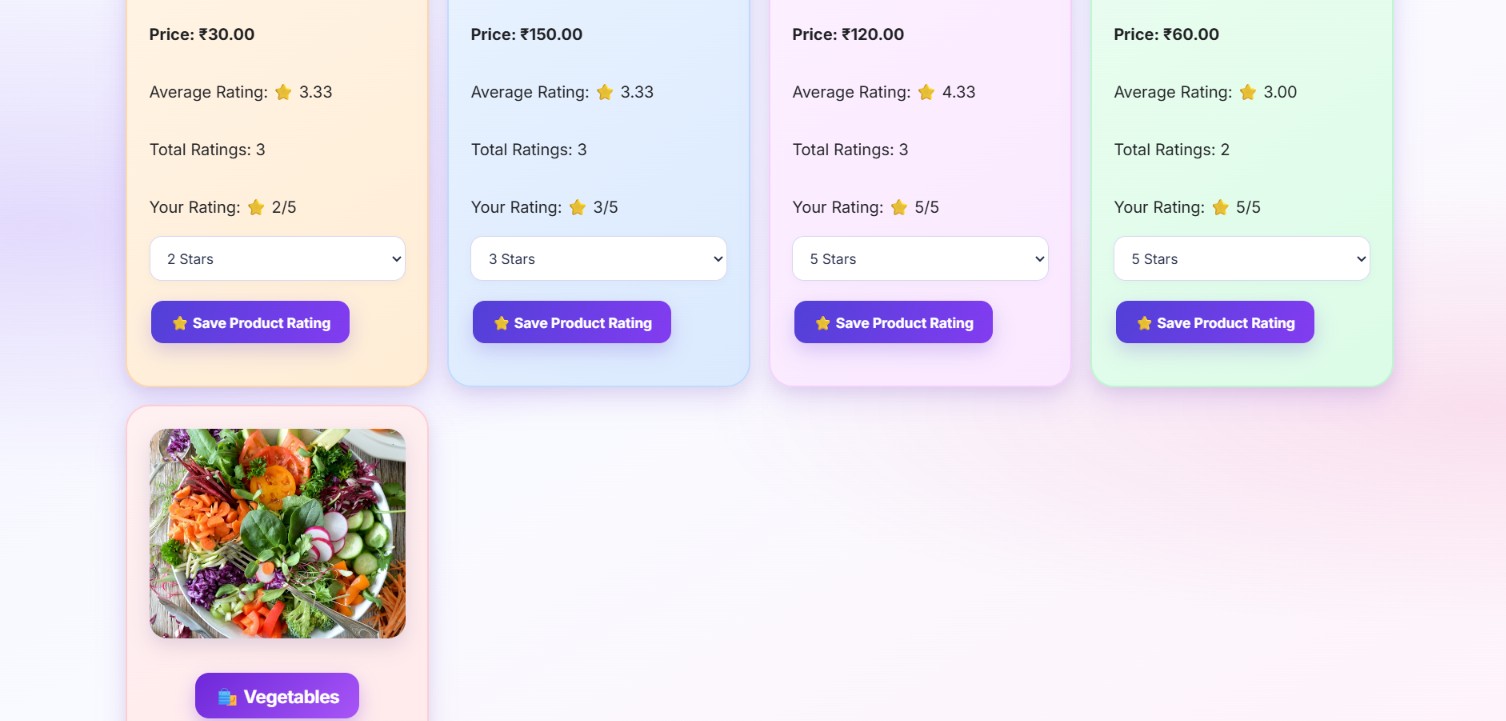 Price: ₹30.00
Average Rating: ⭐ 3.33
Total Ratings: 3
Your Rating: ⭐ 2/5
2 Stars
⭐ Save Product Rating
Price: ₹150.00
Average Rating: ⭐ 3.33
Total Ratings: 3
Your Rating: ⭐ 3/5
3 Stars
⭐ Save Product Rating
Price: ₹120.00
Average Rating: ⭐ 4.33
Total Ratings: 3
Your Rating: ⭐ 5/5
5 Stars
⭐ Save Product Rating
Price: ₹60.00
Average Rating: ⭐ 3.00
Total Ratings: 2
Your Rating: ⭐ 5/5
5 Stars
⭐ Save Product Rating
🛍️ Vegetables